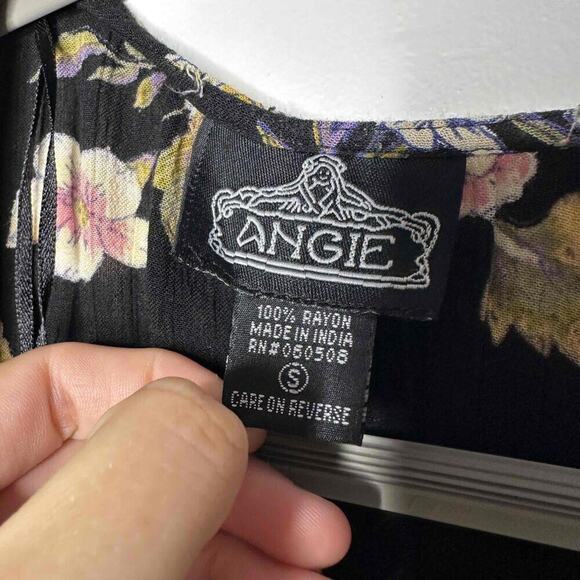 ANGIE
100% RAYON
MADE IN INDIA
RN#060508
S
CARE ON REVERSE